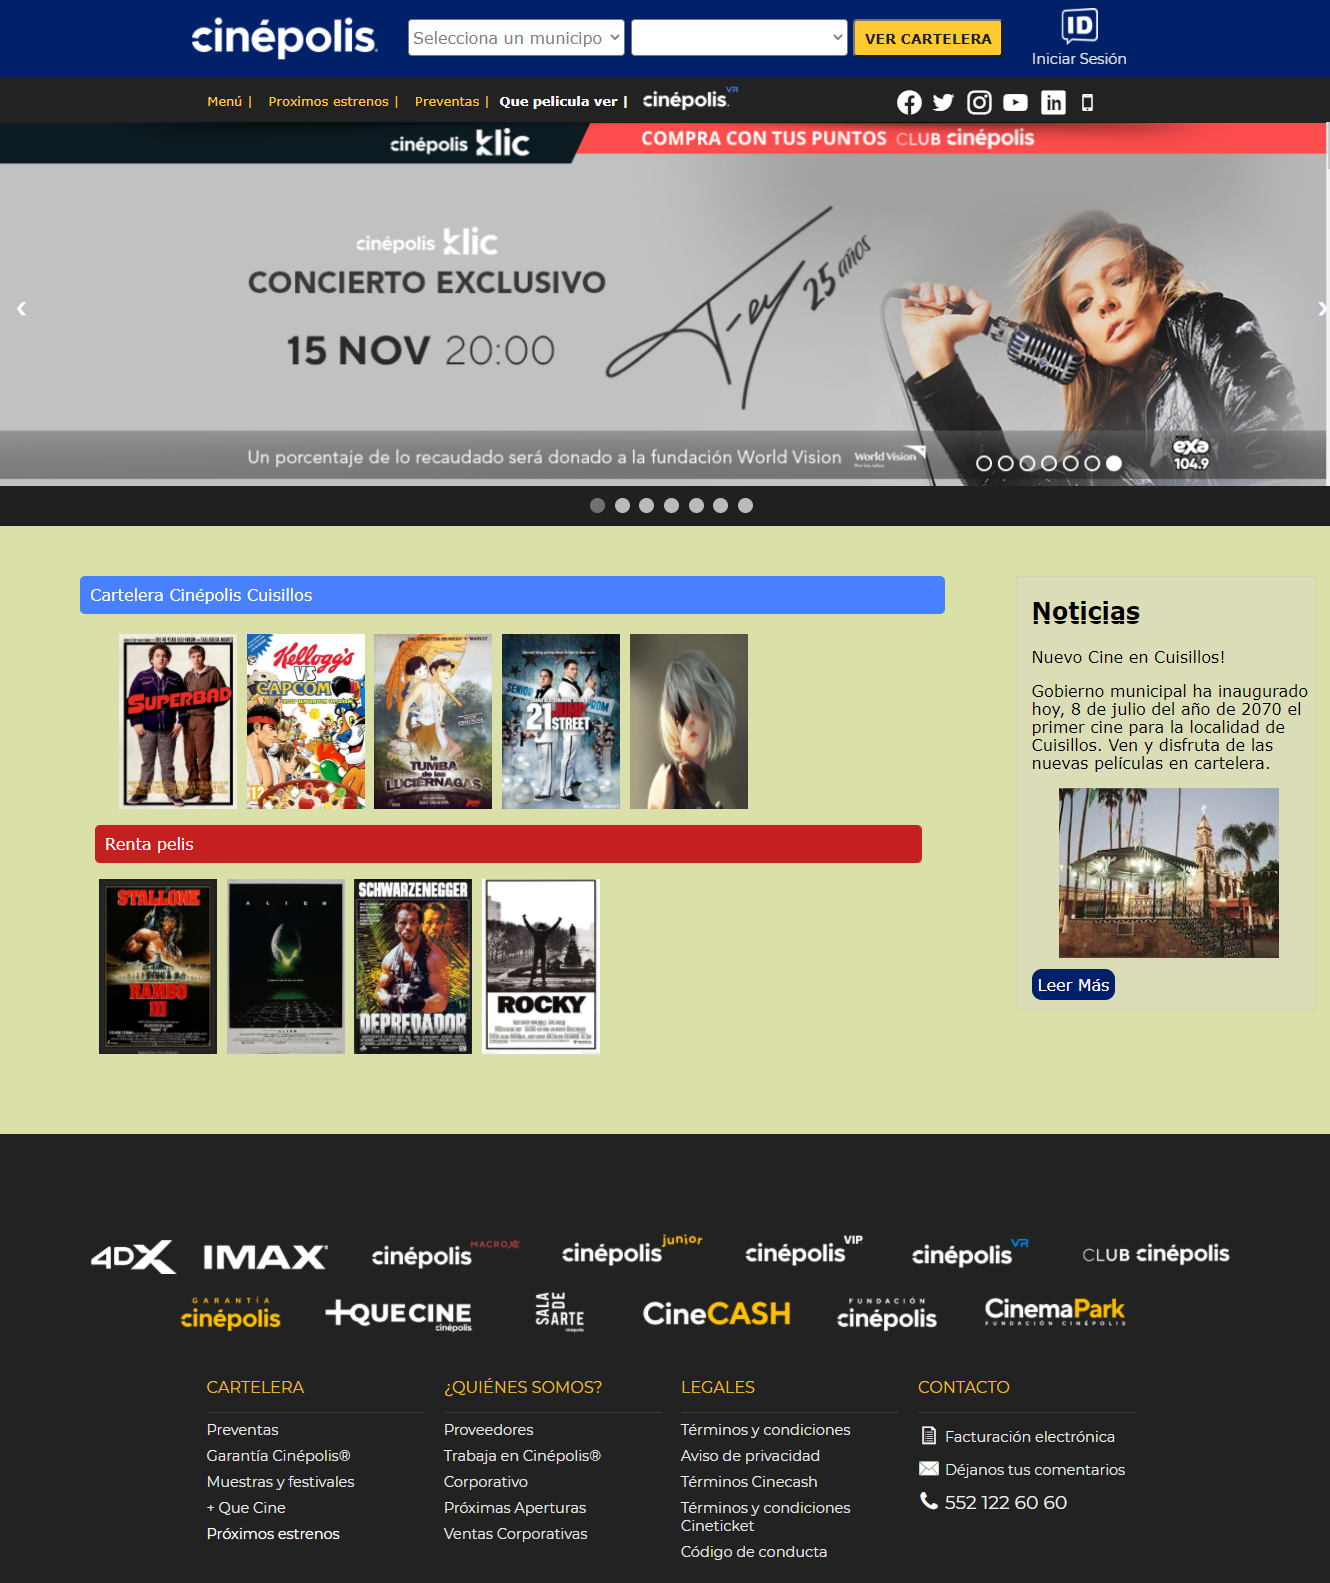 cinépolis
Selecciona un municipo
VER CARTELERA
ID
Iniciar Sesión
Menú |
Proximos estrenos |
Preventas |
Que pelicula ver |
cinépolis VR
in
cinépolis klic
COMPRA CON TUS PUNTOS CLUB cinépolis
cinépolis klic
CONCIERTO EXCLUSIVO
15 NOV 20:00
25 años
Un porcentaje de lo recaudado será donado a la fundación World Vision
World Vision
exa
104.9
Cartelera Cinépolis Cuisillos
SUPERBAD
Kellogg's
VS
CAPCOM
la
TUMBA
de las
LUCIÉRNAGAS
SENIOR PROM
21 JUMP
STREET
Renta pelis
STALLONE
RAMBO
III
ALIEN
SCHWARZENEGGER
DEPREDADOR
ROCKY
Noticias
Nuevo Cine en Cuisillos!
Gobierno municipal ha inaugurado
hoy, 8 de julio del año de 2070 el
primer cine para la localidad de
Cuisillos. Ven y disfruta de las
nuevas películas en cartelera.
Leer Más
4DX
IMAX
cinépolis MACRO XE
cinépolis junior
cinépolis VIP
cinépolis VR
CLUB cinépolis
GARANTÍA
cinépolis
+QUECINE
cinépolis
SALA
DE
ARTE
cinépolis
CineCASH
FUNDACIÓN
cinépolis
CinemaPark
FUNDACIÓN CINÉPOLIS
CARTELERA
Preventas
Garantía Cinépolis®
Muestras y festivales
+ Que Cine
Próximos estrenos
¿QUIÉNES SOMOS?
Proveedores
Trabaja en Cinépolis®
Corporativo
Próximas Aperturas
Ventas Corporativas
LEGALES
Términos y condiciones
Aviso de privacidad
Términos Cinecash
Términos y condiciones
Cineticket
Código de conducta
CONTACTO
Facturación electrónica
Déjanos tus comentarios
552 122 60 60